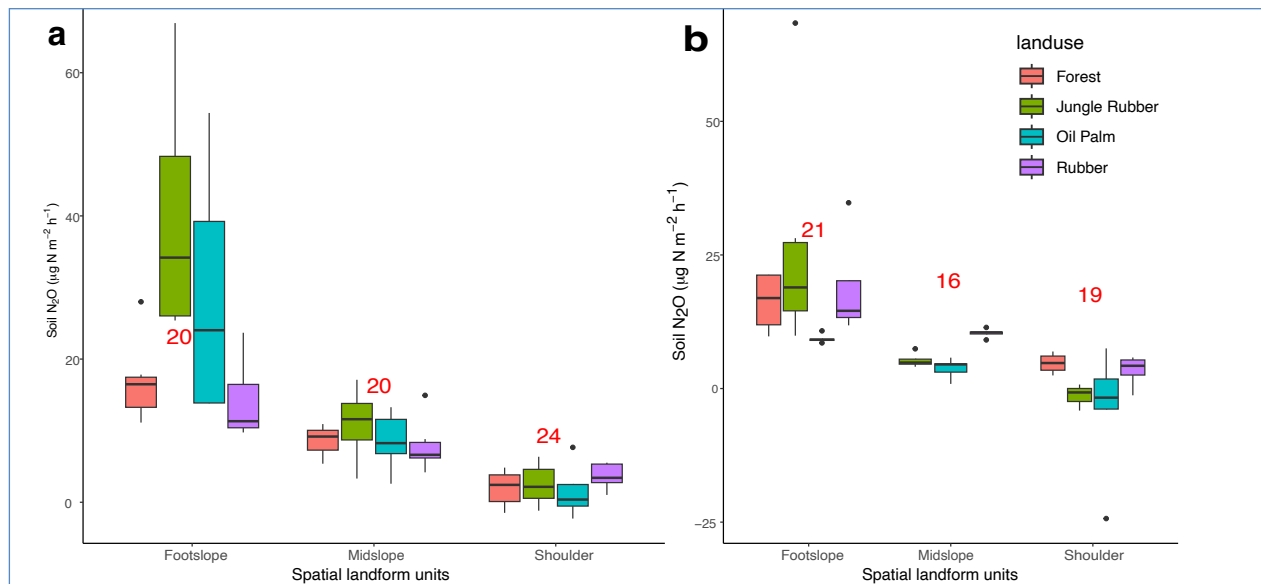 a
60
40
20
0
Soil N₂O (µg N m⁻² h⁻¹)
20
20
24
Footslope Midslope Shoulder
Spatial landform units
b
50
25
0
−25
Soil N₂O (µg N m⁻² h⁻¹)
landuse
Forest
Jungle Rubber
Oil Palm
Rubber
21
16
19
Footslope Midslope Shoulder
Spatial landform units